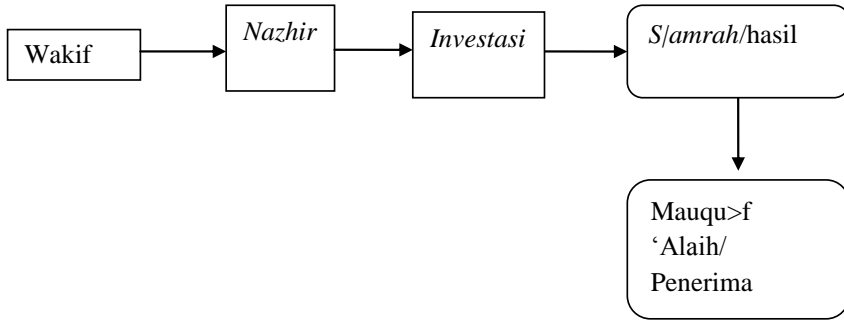 Wakif
Nazhir
Investasi
S|amrah/hasil
Mauqu>f
‘Alaih/
Penerima